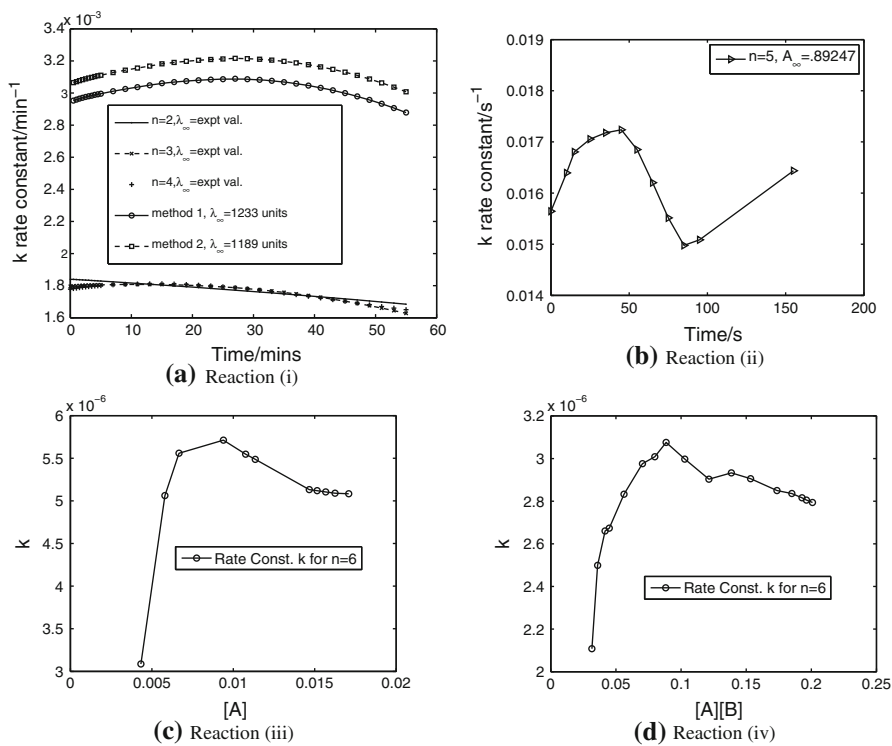 x 10⁻³
3.6
3.4
3.2
3
2.8
2.6
2.4
2.2
2
1.8
1.6
k rate constant/min⁻¹
n=2,λ∞=expt val.
n=3,λ∞=expt val.
n=4,λ∞=expt val.
method 1, λ∞=1233 units
method 2, λ∞=1189 units
0 10 20 30 40 50 60
Time/mins
(a) Reaction (i)
0.019
0.018
0.017
0.016
0.015
0.014
k rate constant/s⁻¹
n=5, A∞=.89247
0 50 100 150 200
Time/s
(b) Reaction (ii)
x 10⁻⁶
6
5.5
5
4.5
4
3.5
3
k
Rate Const. k for n=6
0 0.005 0.01 0.015 0.02
[A]
(c) Reaction (iii)
x 10⁻⁶
3.2
3
2.8
2.6
2.4
2.2
2
k
Rate Const. k for n=6
0 0.05 0.1 0.15 0.2 0.25
[A][B]
(d) Reaction (iv)